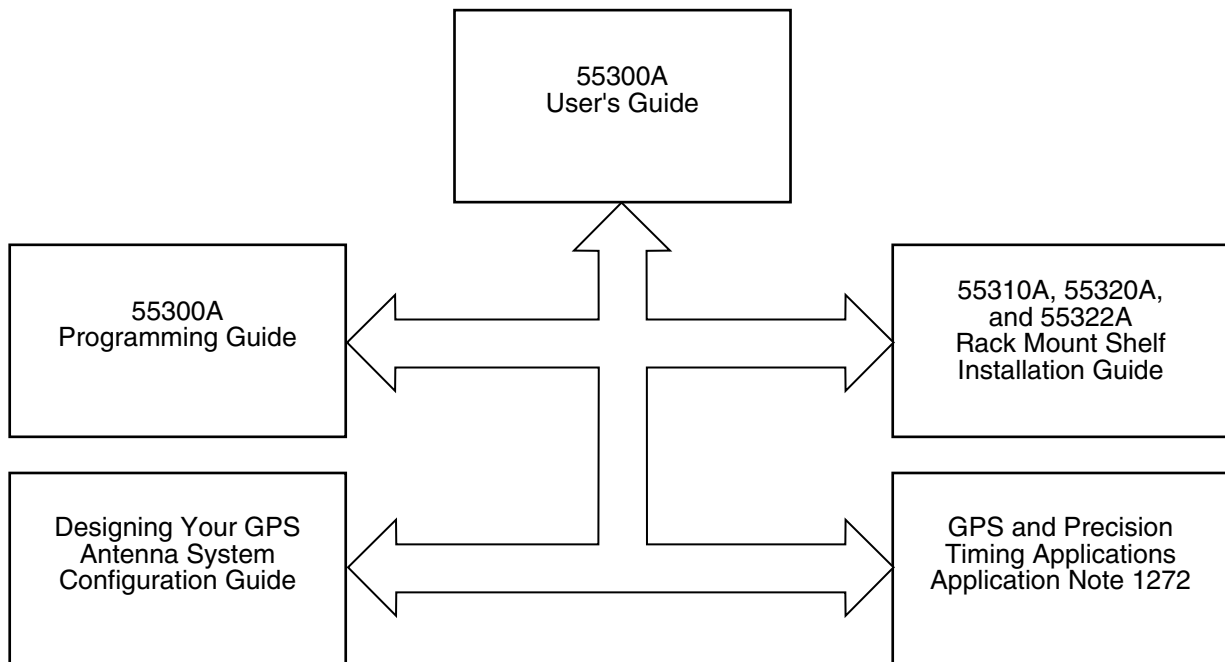 55300A
User's Guide
55300A
Programming Guide
55310A, 55320A,
and 55322A
Rack Mount Shelf
Installation Guide
Designing Your GPS
Antenna System
Configuration Guide
GPS and Precision
Timing Applications
Application Note 1272